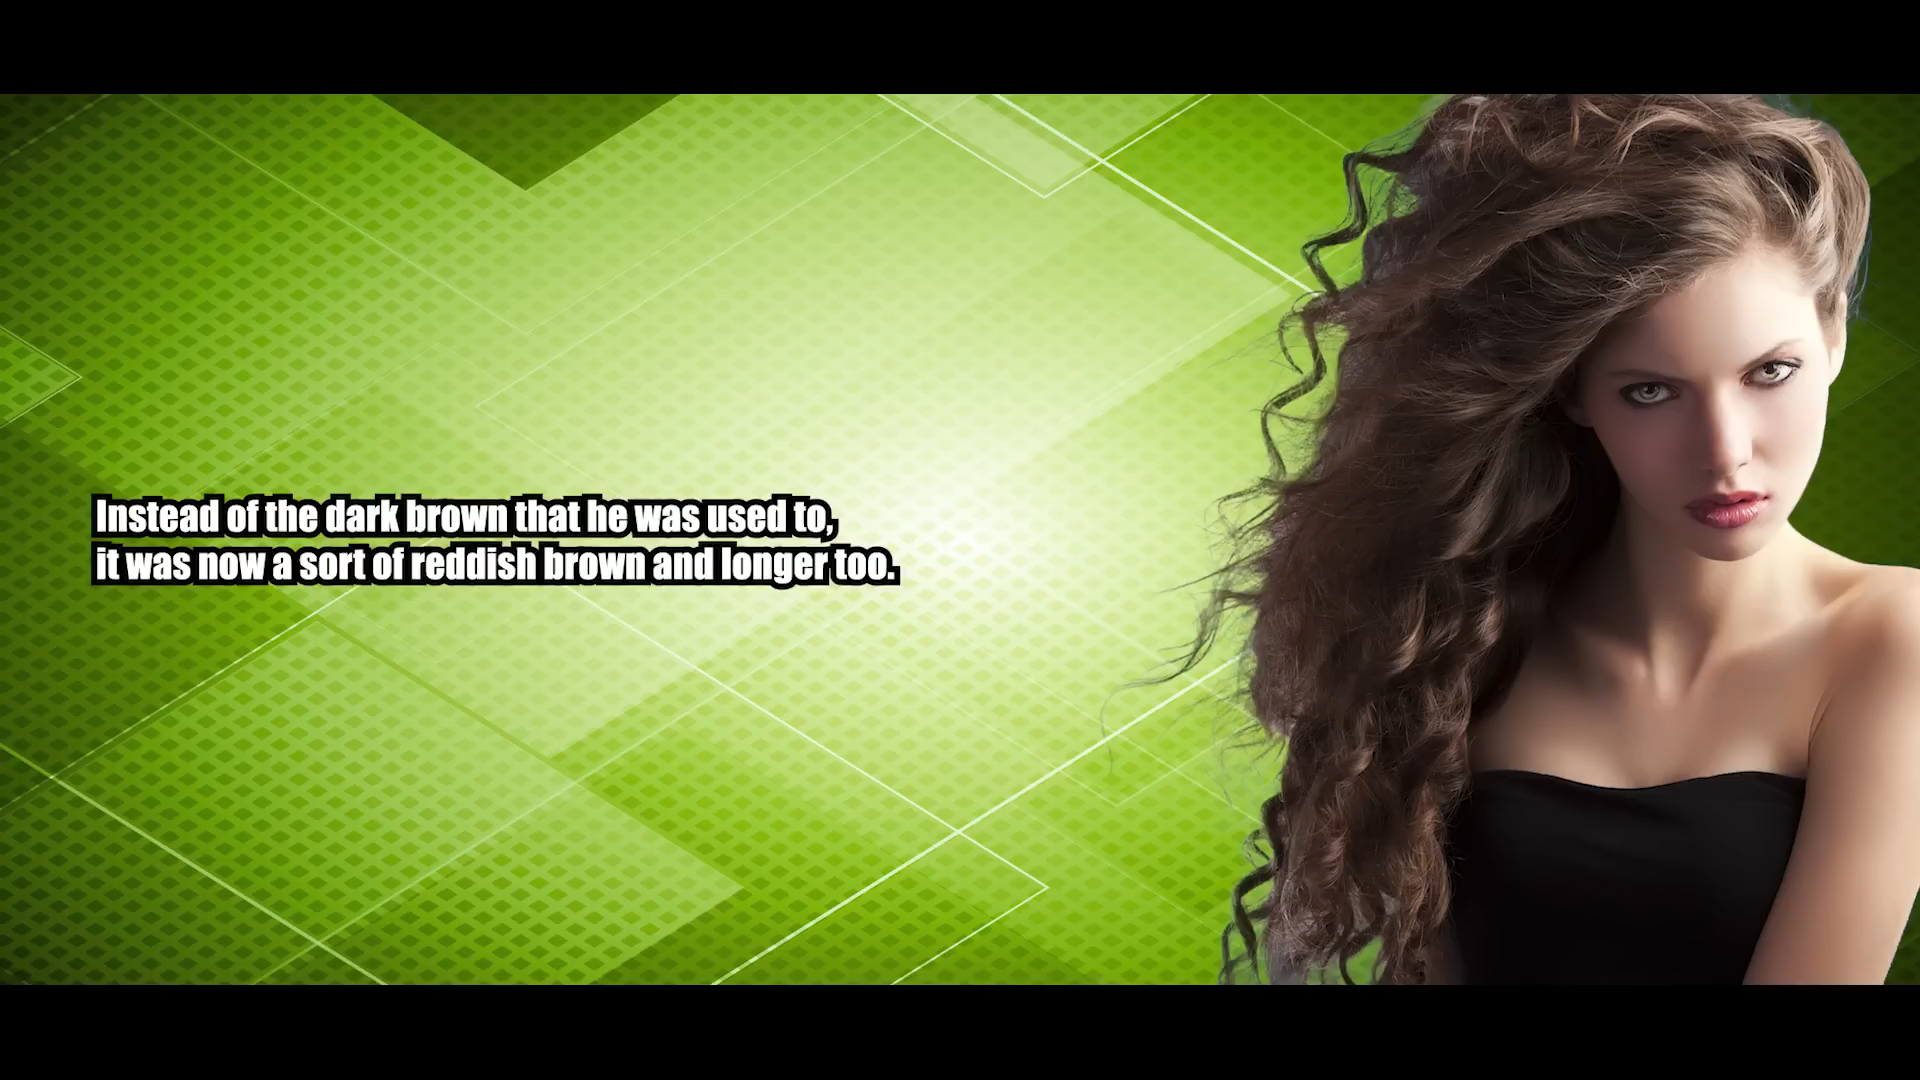 Instead of the dark brown that he was used to,
it was now a sort of reddish brown and longer too.